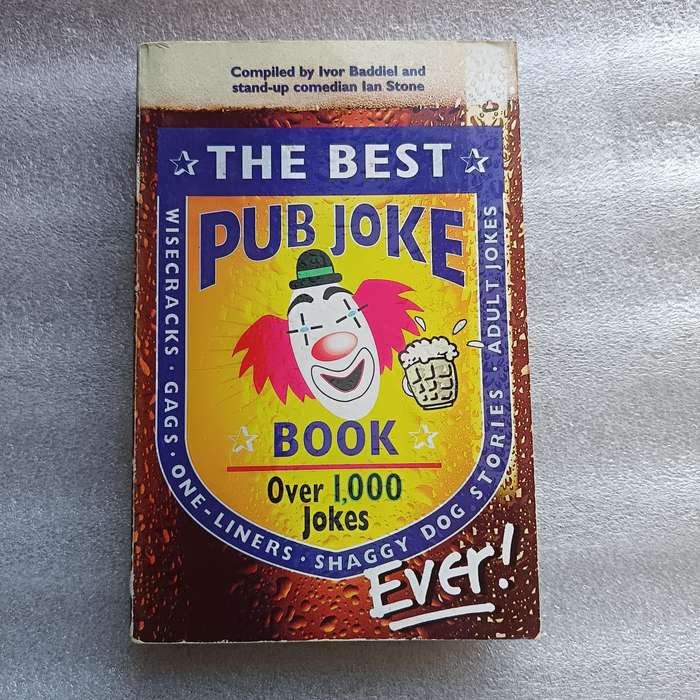 Compiled by Ivor Baddiel and
stand-up comedian Ian Stone
THE BEST
PUB JOKE
BOOK
Over 1,000
Jokes
WISECRACKS · GAGS · ONE-LINERS · SHAGGY DOG STORIES · ADULT JOKES
Ever!